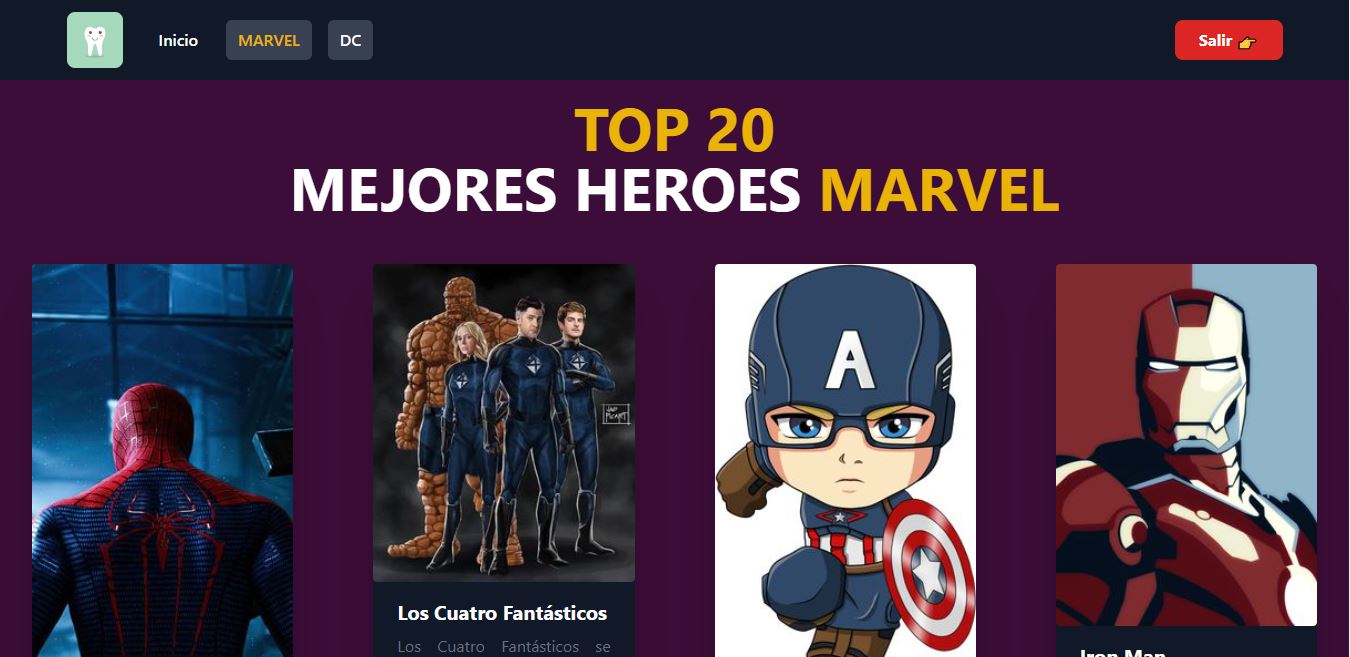 Inicio
MARVEL
DC
Salir 👉
TOP 20
MEJORES HEROES MARVEL
A
Los Cuatro Fantásticos
Los Cuatro Fantásticos se
Iron Man